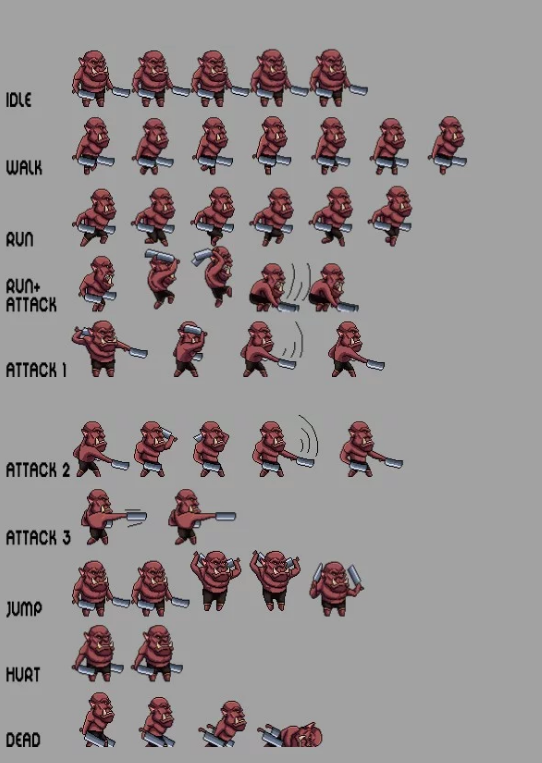 IDLE
WALK
RUN
RUN+
ATTACK
ATTACK 1
ATTACK 2
ATTACK 3
JUMP
HURT
DEAD